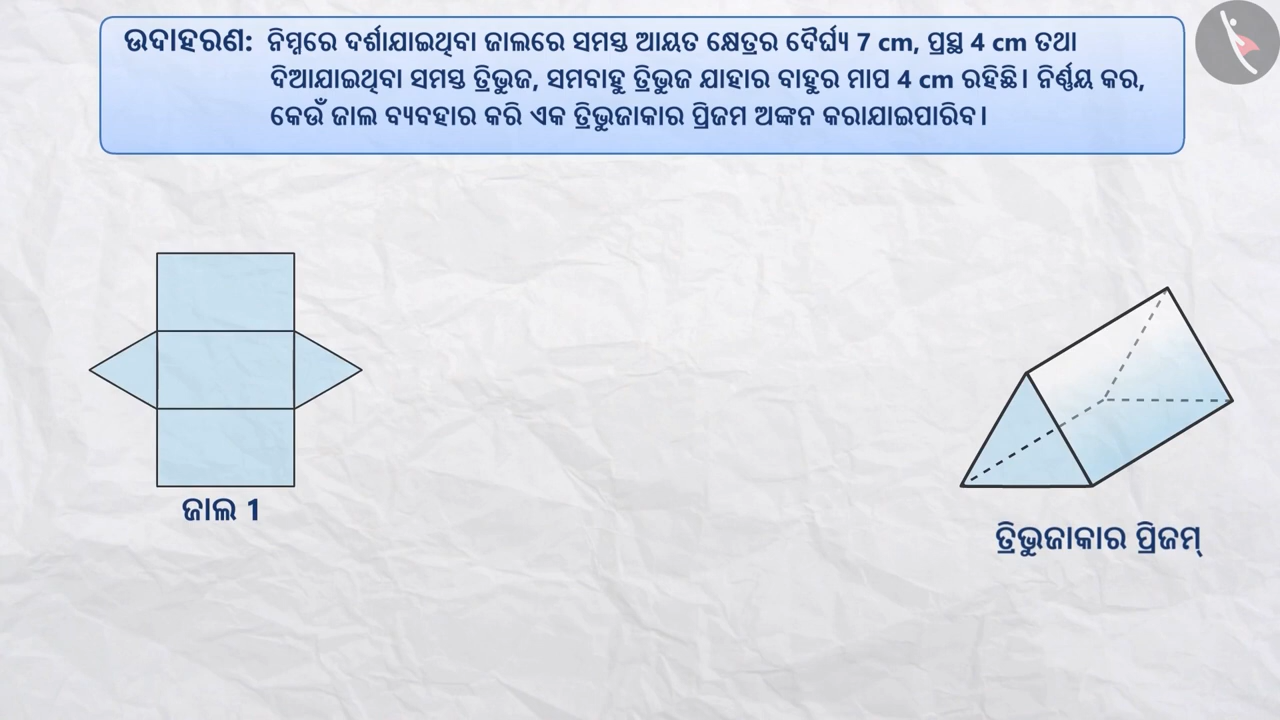 ଉଦାହରଣ: ନିମ୍ନରେ ଦର୍ଶାଯାଇଥିବା ଜାଲରେ ସମସ୍ତ ଆୟତ କ୍ଷେତ୍ରର ଦୈର୍ଘ୍ୟ 7 cm, ପ୍ରସ୍ଥ 4 cm ତଥା
ଦିଆଯାଇଥିବା ସମସ୍ତ ତ୍ରିଭୁଜ, ସମବାହୁ ତ୍ରିଭୁଜ ଯାହାର ବାହୁର ମାପ 4 cm ରହିଛି। ନିର୍ଣ୍ଣୟ କର,
କେଉଁ ଜାଲ ବ୍ୟବହାର କରି ଏକ ତ୍ରିଭୁଜାକାର ପ୍ରିଜମ ଅଙ୍କନ କରାଯାଇପାରିବ।
ଜାଲ 1
ତ୍ରିଭୁଜାକାର ପ୍ରିଜମ୍